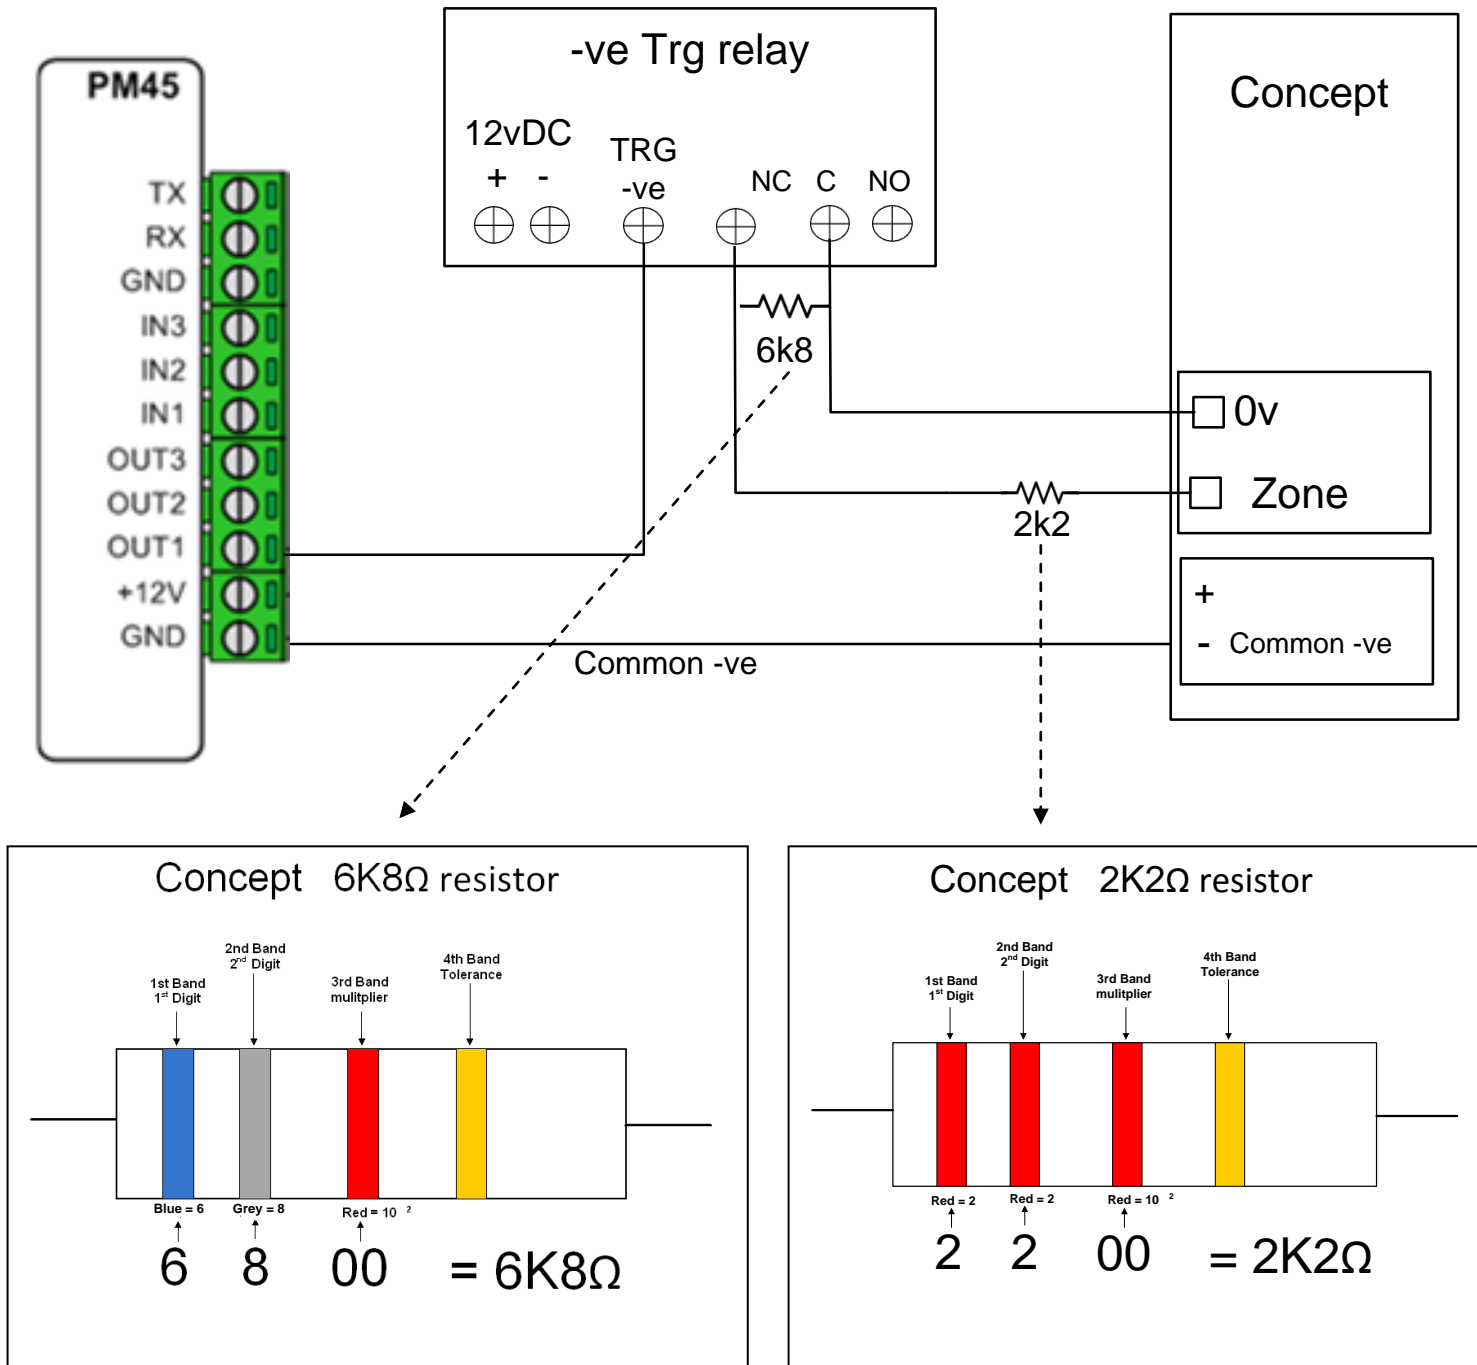 PM45
TX
RX
GND
IN3
IN2
IN1
OUT3
OUT2
OUT1
+12V
GND
-ve Trg relay
12vDC
+ -
TRG
-ve
NC C NO
6k8
2k2
Common -ve
Concept
0v
Zone
+
- Common -ve
Concept 6K8Ω resistor
1st Band
1st Digit
2nd Band
2nd Digit
3rd Band
mulitplier
4th Band
Tolerance
Blue = 6 Grey = 8 Red = 10 2
6 8 00 = 6K8Ω
Concept 2K2Ω resistor
1st Band
1st Digit
2nd Band
2nd Digit
3rd Band
mulitplier
4th Band
Tolerance
Red = 2 Red = 2 Red = 10 2
2 2 00 = 2K2Ω